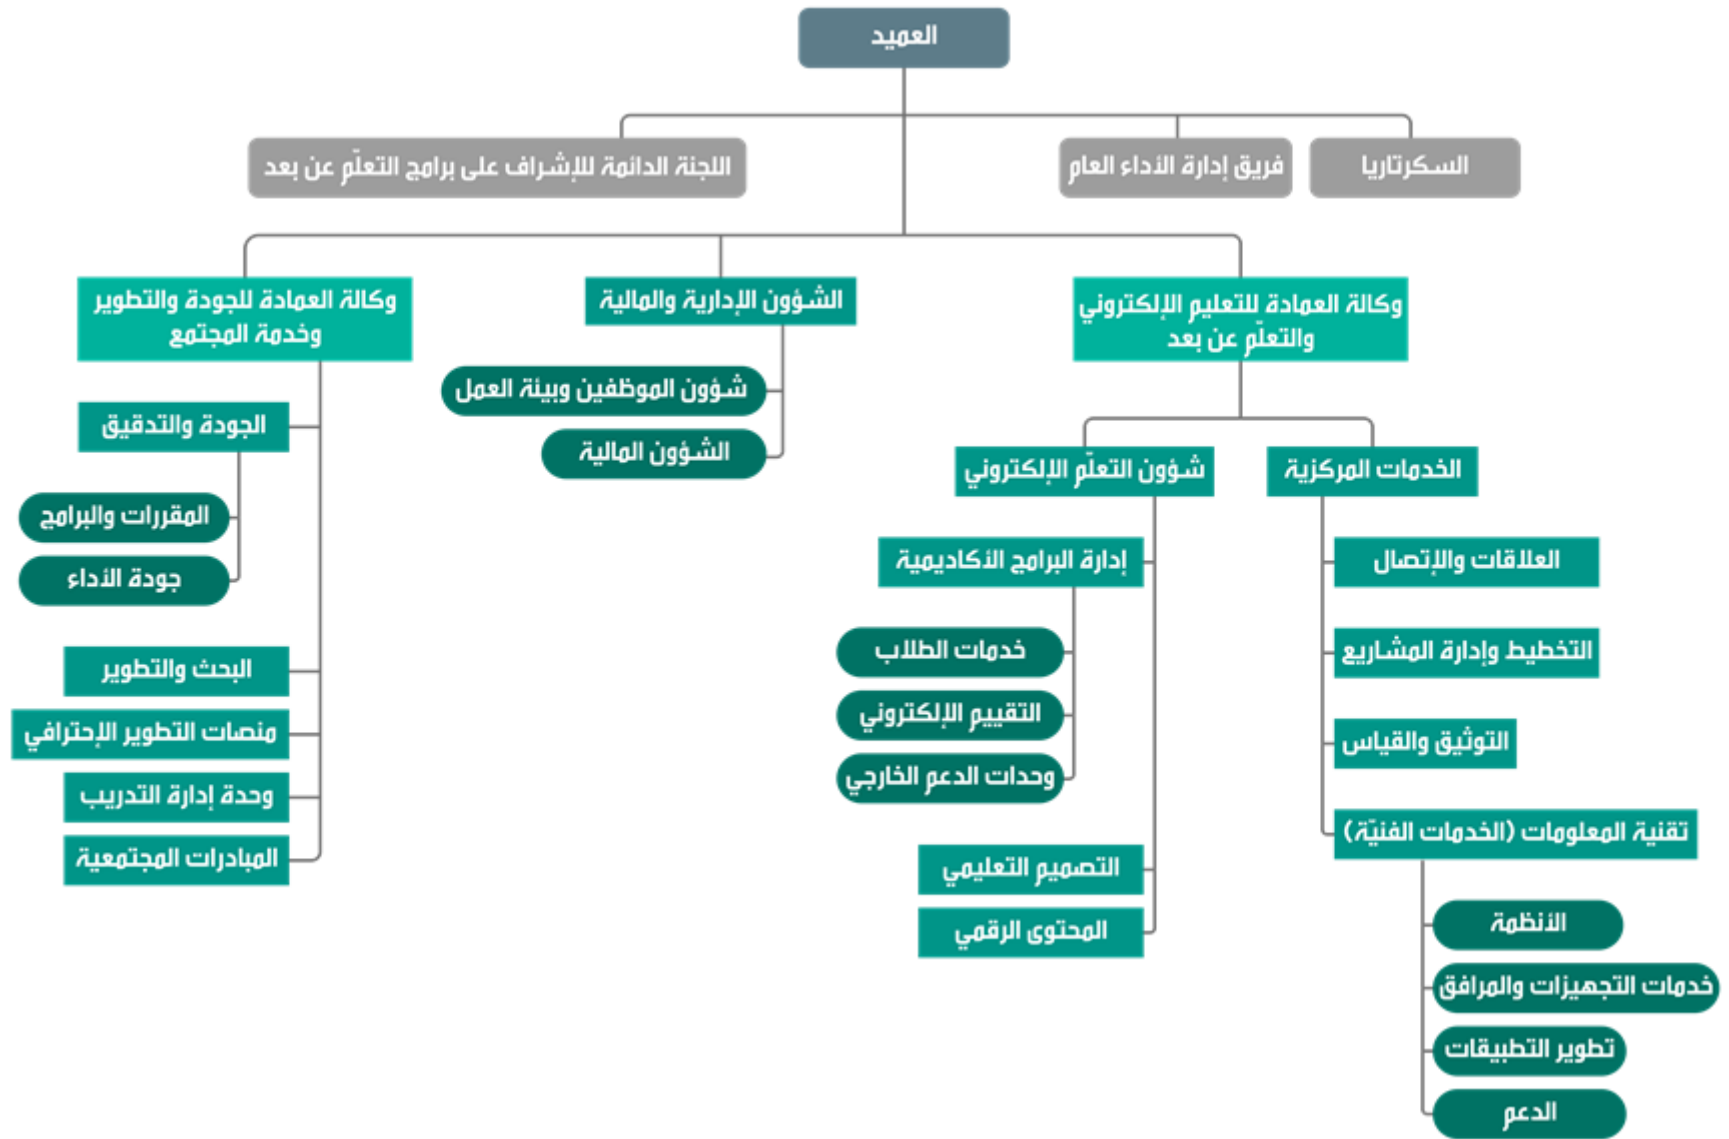 العميد
السكرتاريا
فريق إدارة الأداء العام
اللجنة الدائمة للإشراف على برامج التعلّم عن بعد
وكالة العمادة للتعليم الإلكتروني
والتعلّم عن بعد
الخدمات المركزية
العلاقات والإتصال
التخطيط وإدارة المشاريع
التوثيق والقياس
تقنية المعلومات (الخدمات الفنيّة)
الأنظمة
خدمات التجهيزات والمرافق
تطوير التطبيقات
الدعم
شؤون التعلّم الإلكتروني
إدارة البرامج الأكاديمية
خدمات الطلاب
التقييم الإلكتروني
وحدات الدعم الخارجي
التصميم التعليمي
المحتوى الرقمي
الشؤون الإدارية والمالية
شؤون الموظفين وبيئة العمل
الشؤون المالية
وكالة العمادة للجودة والتطوير
وخدمة المجتمع
الجودة والتدقيق
المقررات والبرامج
جودة الأداء
البحث والتطوير
منصات التطوير الإحترافي
وحدة إدارة التدريب
المبادرات المجتمعية